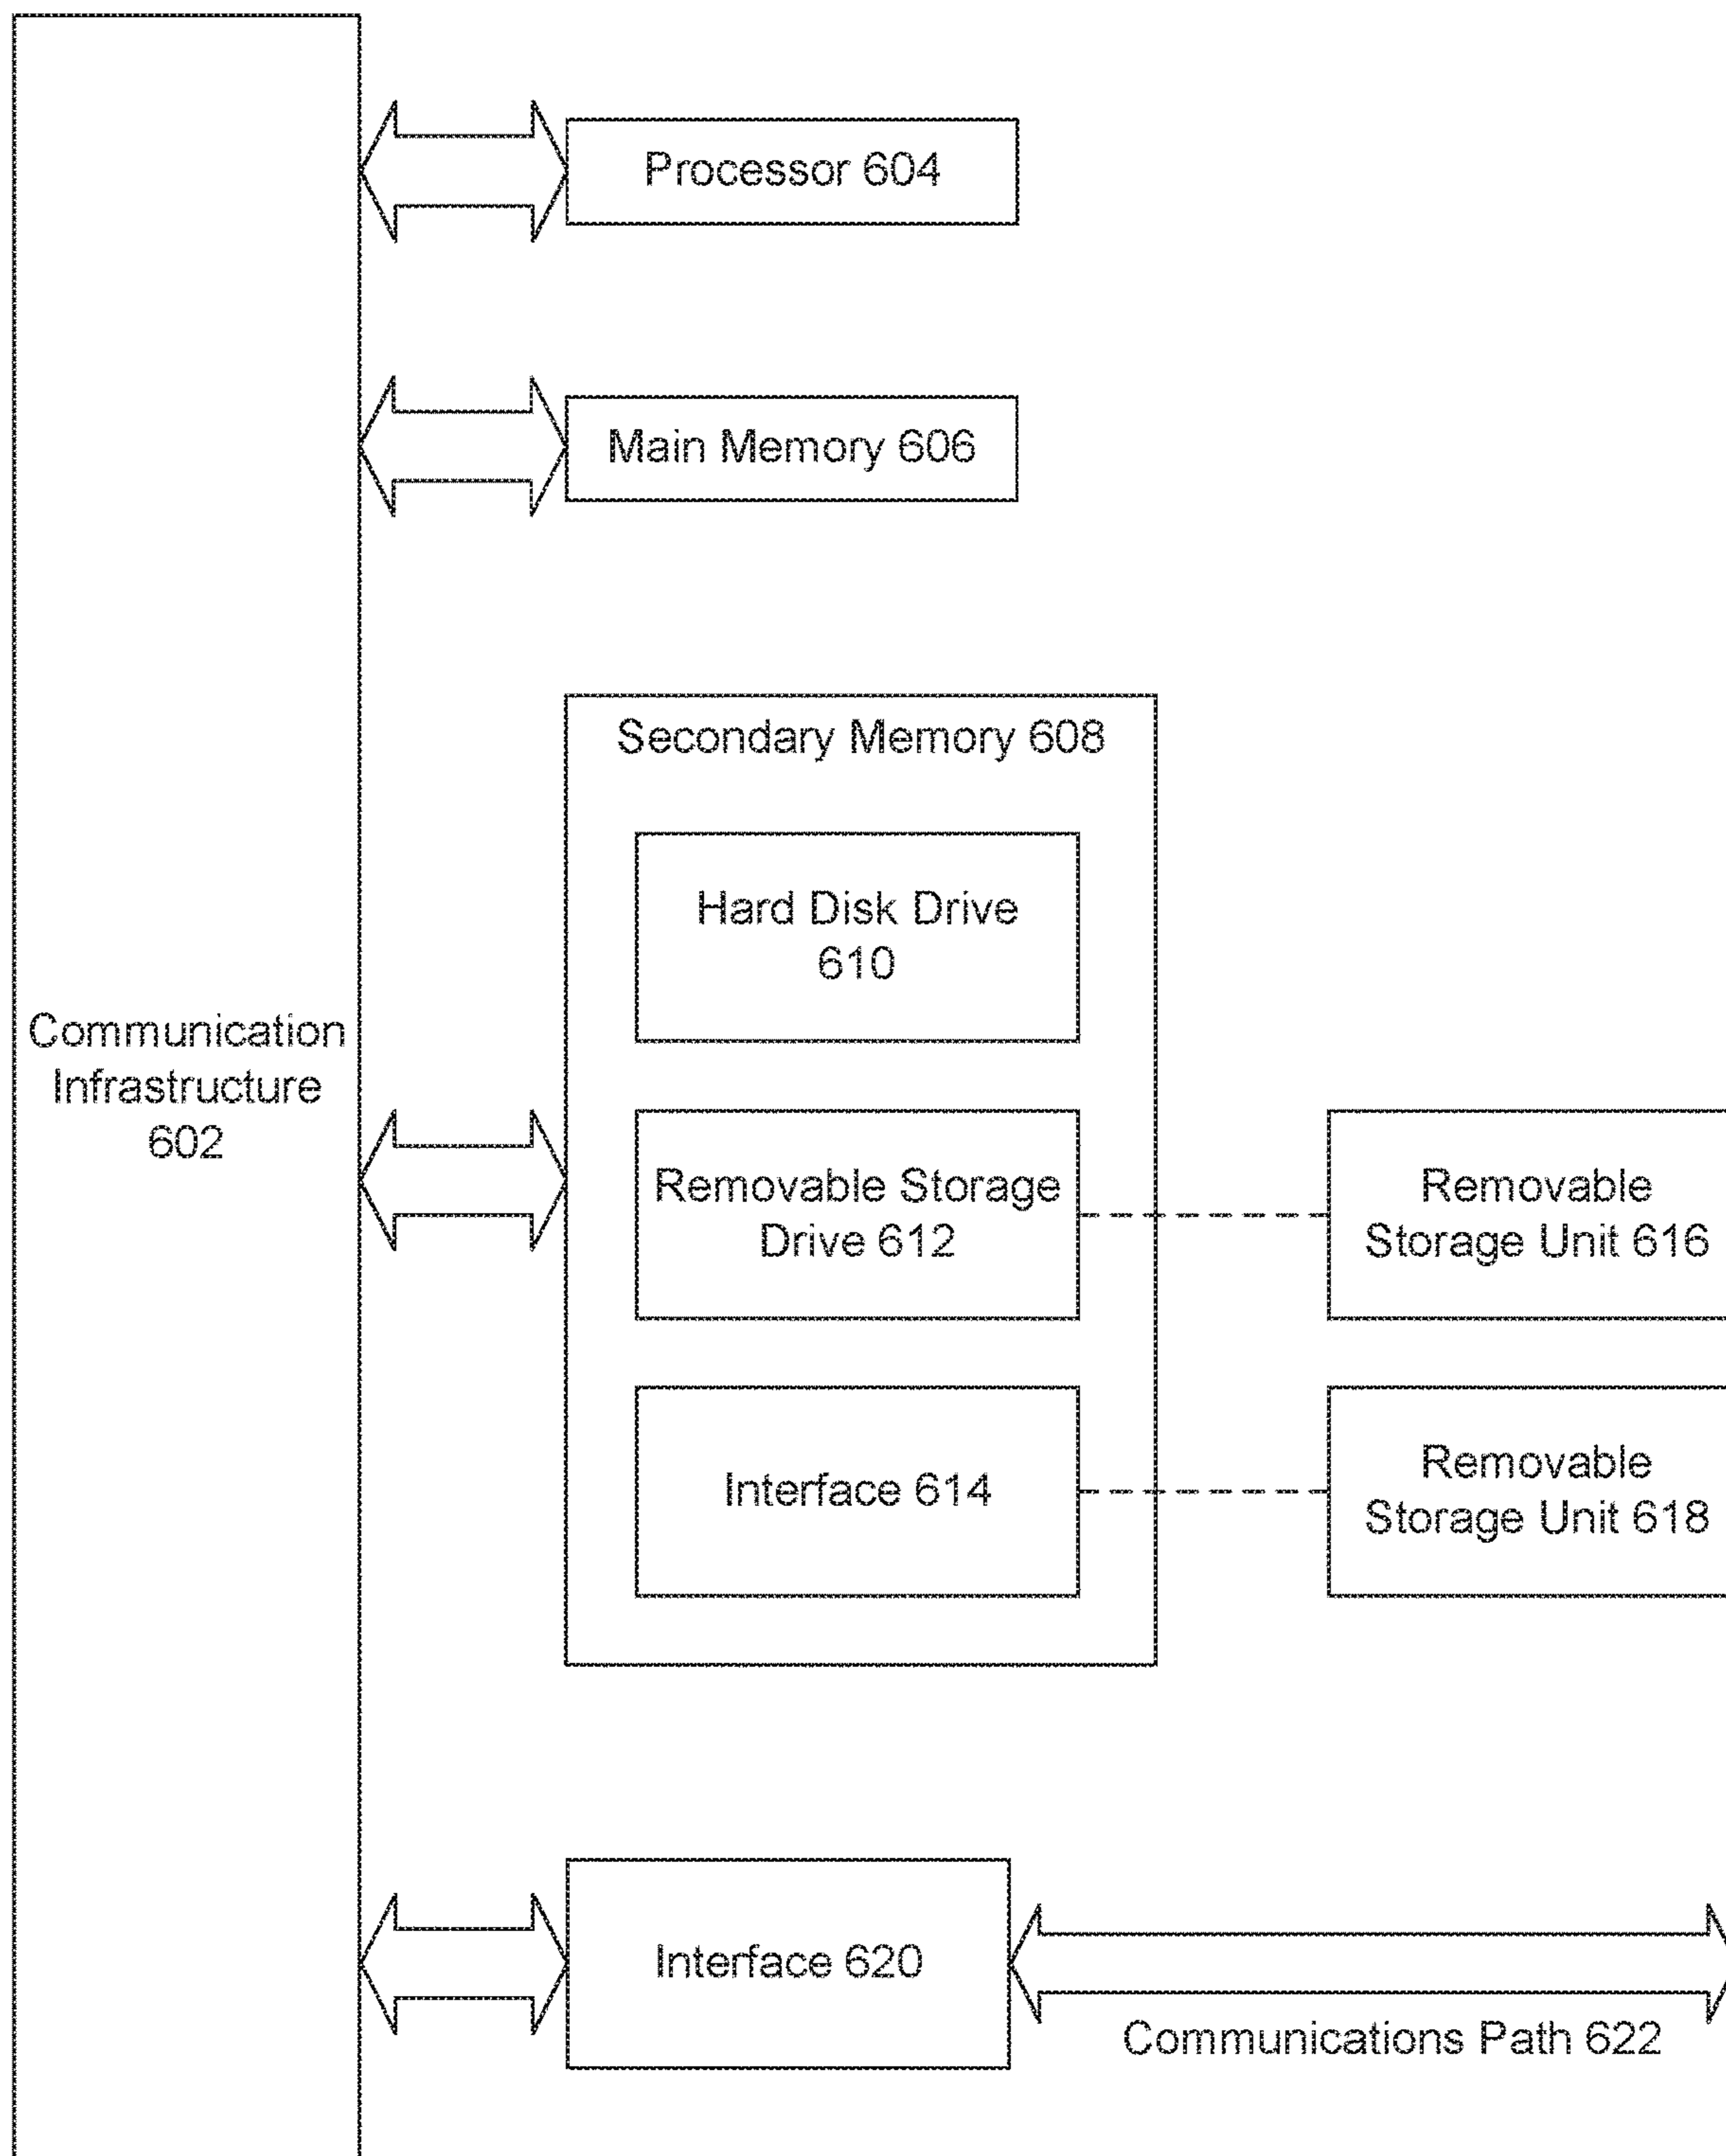 Processor 604
Main Memory 606
Secondary Memory 608
Hard Disk Drive
610
Communication
Infrastructure
602
Removable Storage
Drive 612
Removable
Storage Unit 616
Interface 614
Removable
Storage Unit 618
Interface 620
Communications Path 622